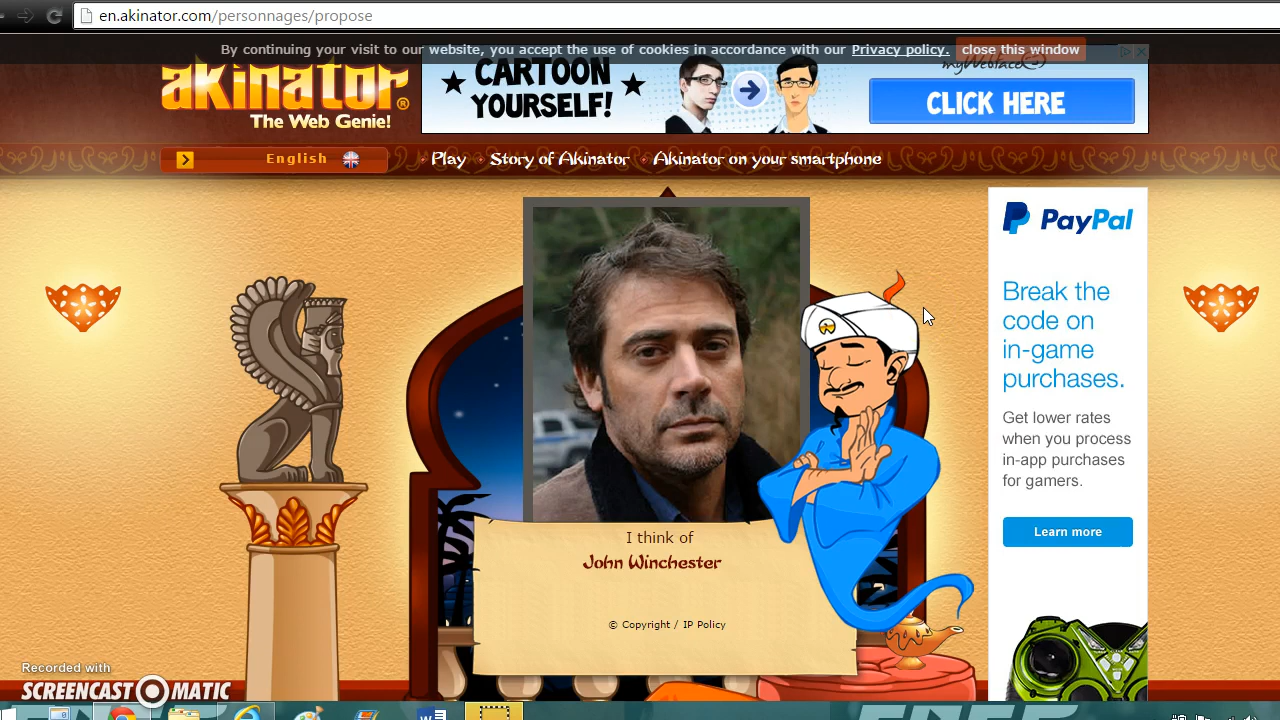 en.akinator.com/personnages/propose
By continuing your visit to our website, you accept the use of cookies in accordance with our Privacy policy. close this window
akinator®
The Web Genie!
CARTOON
YOURSELF!
myWebface
CLICK HERE
English
Play
Story of Akinator
Akinator on your smartphone
PayPal
Break the
code on
in-game
purchases.
Get lower rates
when you process
in-app purchases
for gamers.
Learn more
I think of
John Winchester
© Copyright / IP Policy
Recorded with
SCREENCAST O MATIC